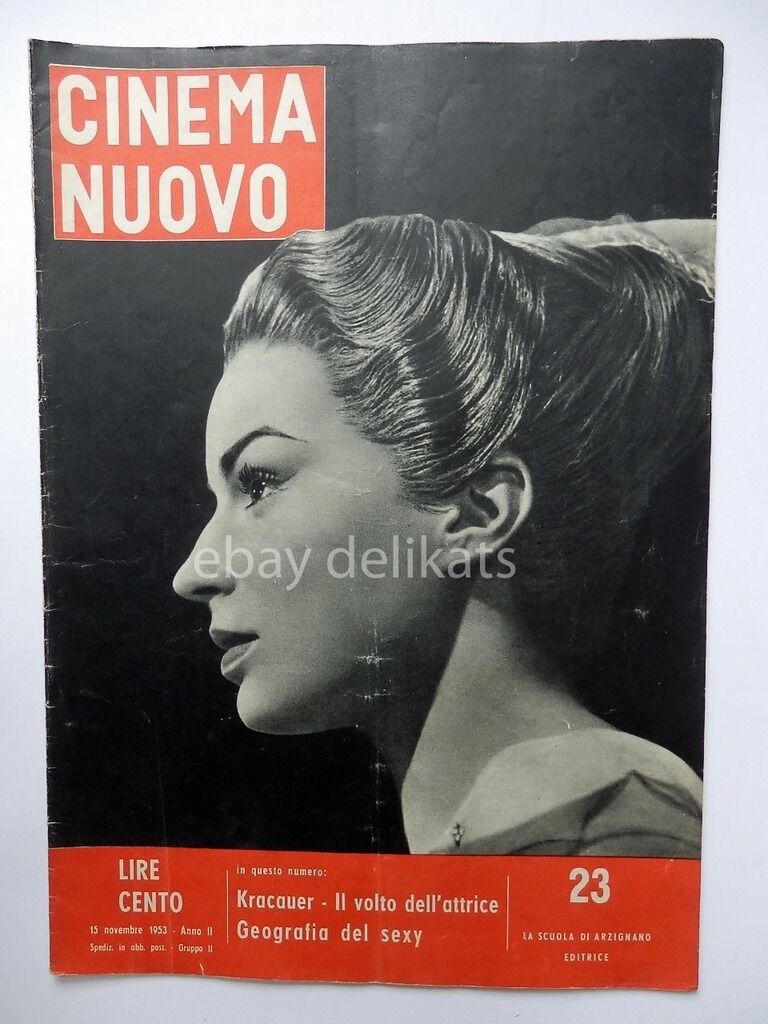 CINEMA
NUOVO
ebay delikats
LIRE
CENTO
15 novembre 1953 - Anno II
Spediz. in abb. post. - Gruppo II
in questo numero:
Kracauer - Il volto dell'attrice
Geografia del sexy
23
LA SCUOLA DI ARZIGNANO
EDITRICE